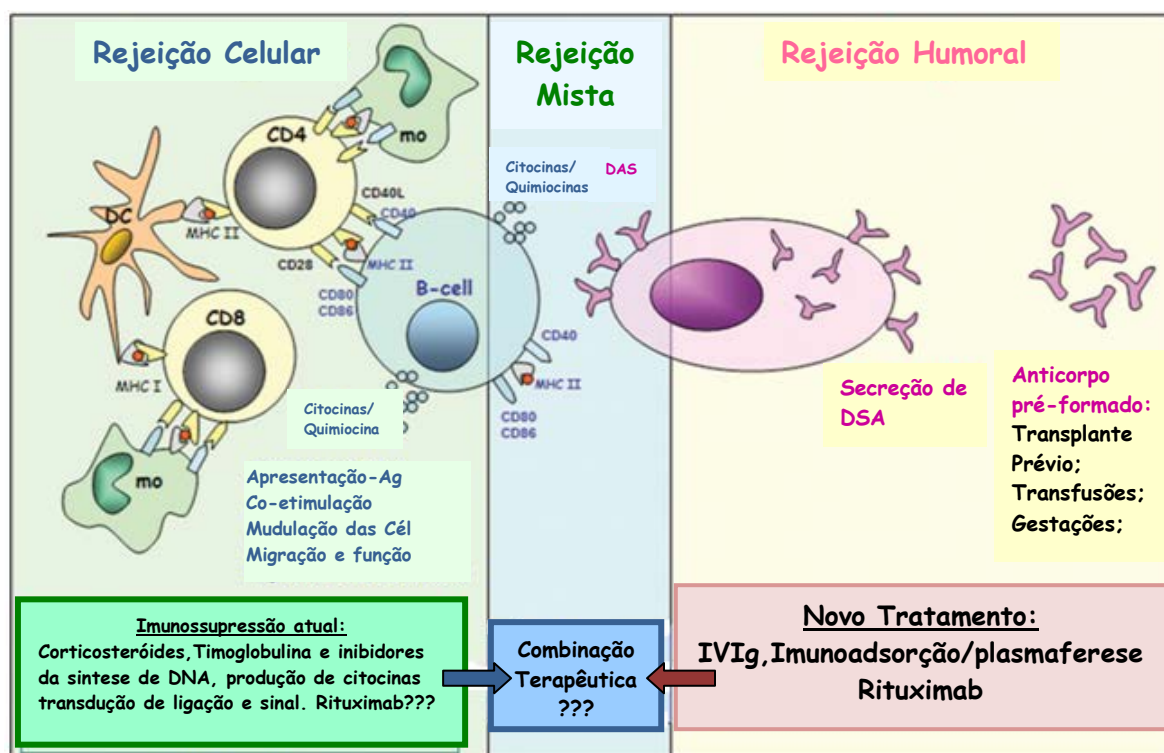 Rejeição Celular
mo
CD4
CD40L
CD40
DC
MHC II
CD28
MHC II
CD80
CD86
B-cell
CD8
MHC I
mo
Citocinas/
Quimiocina
Apresentação-Ag
Co-etimulação
Mudulação das Cél
Migração e função
Rejeição
Mista
Citocinas/
Quimiocinas
DAS
CD40
MHC II
CD80
CD86
Rejeição Humoral
Secreção de
DSA
Anticorpo
pré-formado:
Transplante
Prévio;
Transfusões;
Gestações;
Imunossupressão atual:
Corticosteróides,Timoglobulina e inibidores
da sintese de DNA, produção de citocinas
transdução de ligação e sinal. Rituximab???
Combinação
Terapêutica
???
Novo Tratamento:
IVIg,Imunoadsorção/plasmaferese
Rituximab